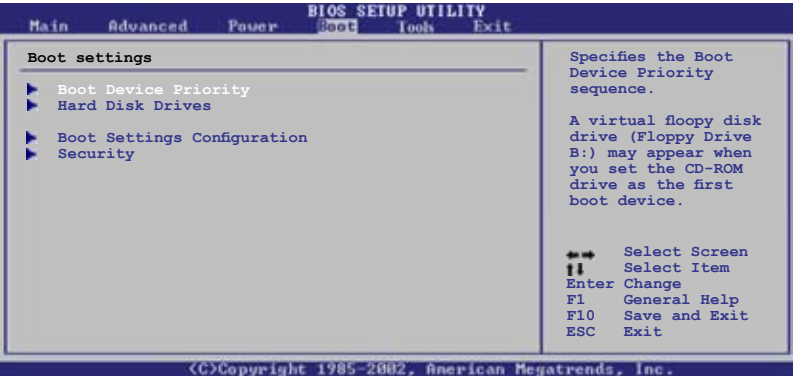 BIOS SETUP UTILITY
Main Advanced Power Boot Tools Exit
Boot settings
Boot Device Priority
Hard Disk Drives
Boot Settings Configuration
Security
Specifies the Boot
Device Priority
sequence.
A virtual floopy disk
drive (Floppy Drive
B:) may appear when
you set the CD-ROM
drive as the first
boot device.
Select Screen
Select Item
Enter Change
F1 General Help
F10 Save and Exit
ESC Exit
(C)Copyright 1985-2002, American Megatrends, Inc.